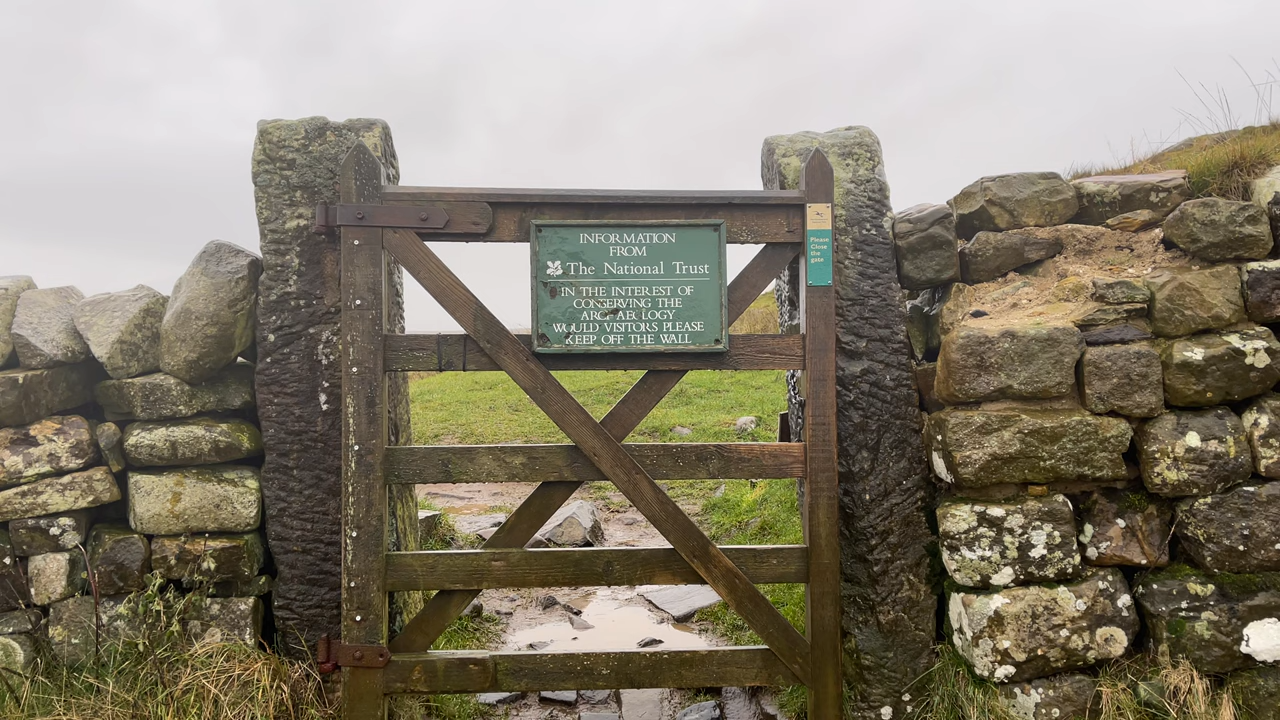 INFORMATION
FROM
The National Trust
IN THE INTEREST OF
CONSERVING THE
ARCHAEOLOGY
WOULD VISITORS PLEASE
KEEP OFF THE WALL
Please
Close
the
gate